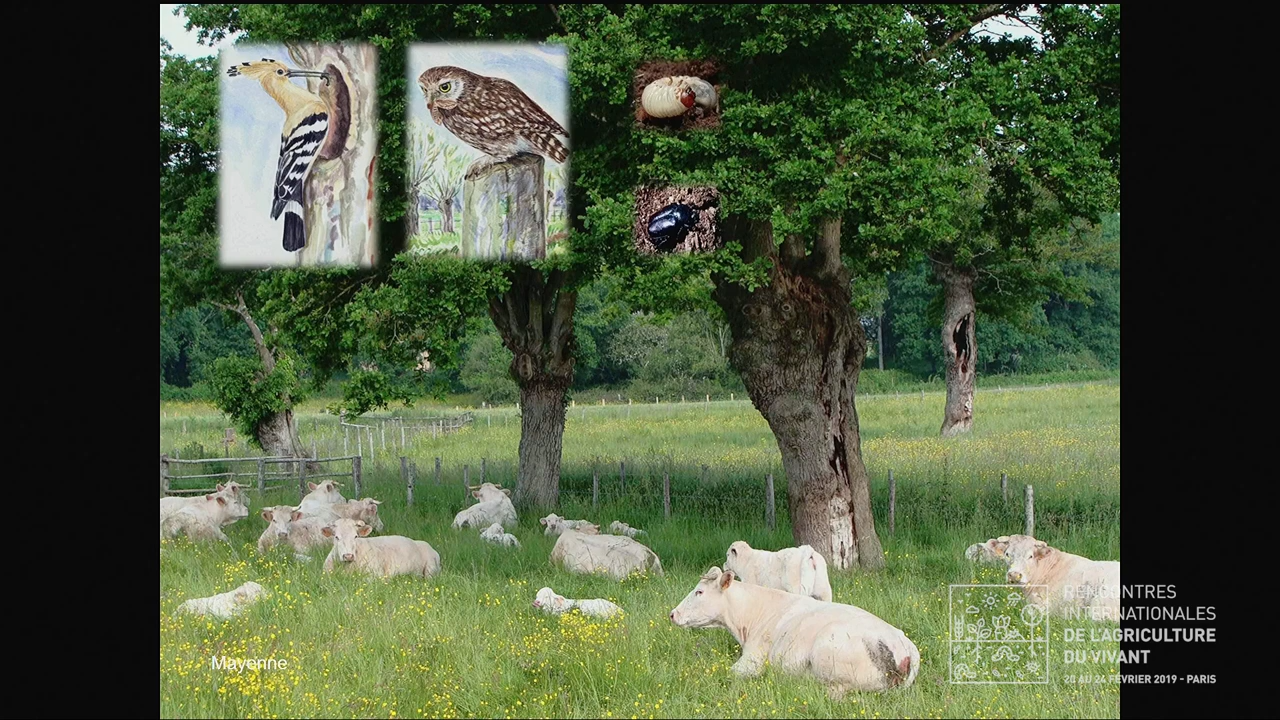 Mayenne
RENCONTRES
INTERNATIONALES
DE L'AGRICULTURE
DU VIVANT
20 AU 24 FÉVRIER 2019 - PARIS